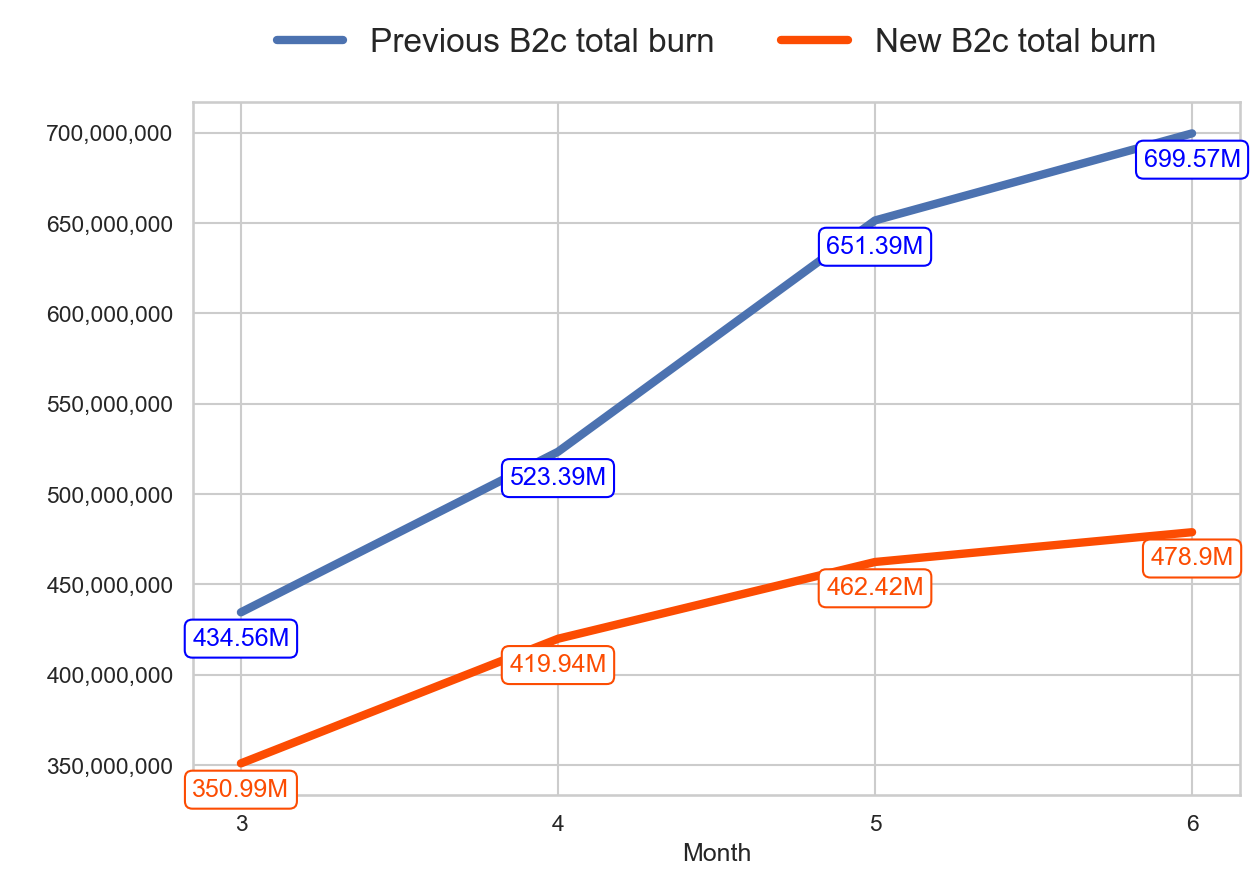 Previous B2c total burn New B2c total burn
700,000,000
699.57M
650,000,000
651.39M
600,000,000
550,000,000
523.39M
500,000,000
478.9M
450,000,000
462.42M
434.56M
419.94M
400,000,000
350,000,000
350.99M
3 4 5 6
Month